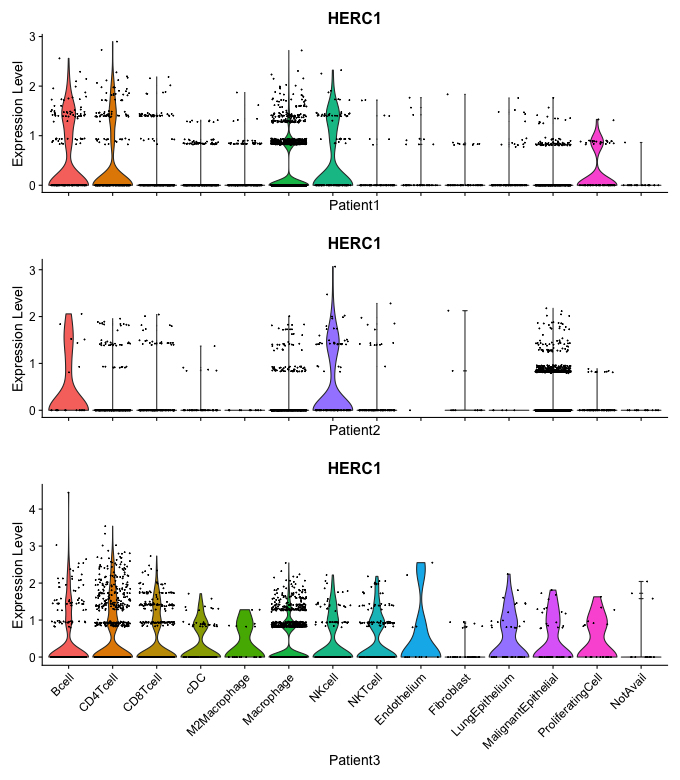 HERC1
3
2
1
0
Expression Level
Patient1
HERC1
3
2
1
0
Expression Level
Patient2
HERC1
4
3
2
1
0
Expression Level
Bcell
CD4Tcell
CD8Tcell
cDC
M2Macrophage
Macrophage
NKcell
NKTcell
Endothelium
Fibroblast
LungEpithelium
MalignantEpithelial
ProliferatingCell
NotAvail
Patient3